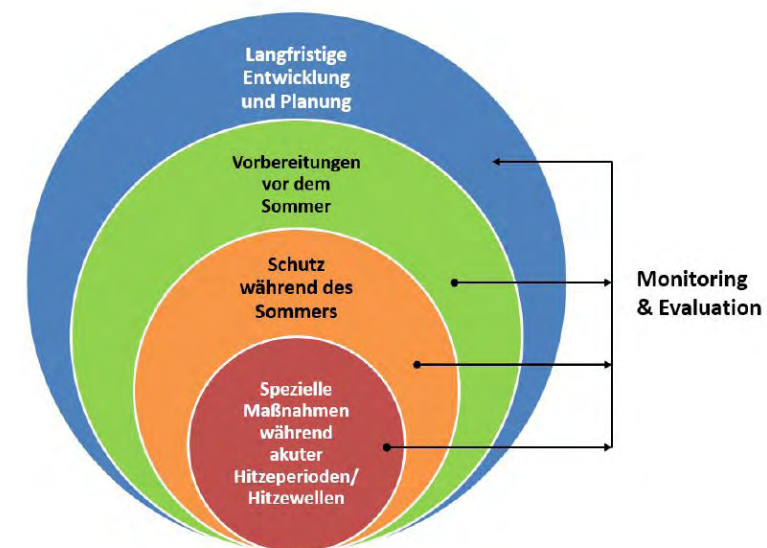 Langfristige
Entwicklung
und Planung
Vorbereitungen
vor dem
Sommer
Schutz
während des
Sommers
Spezielle
Maßnahmen
während
akuter
Hitzeperioden/
Hitzewellen
Monitoring
& Evaluation